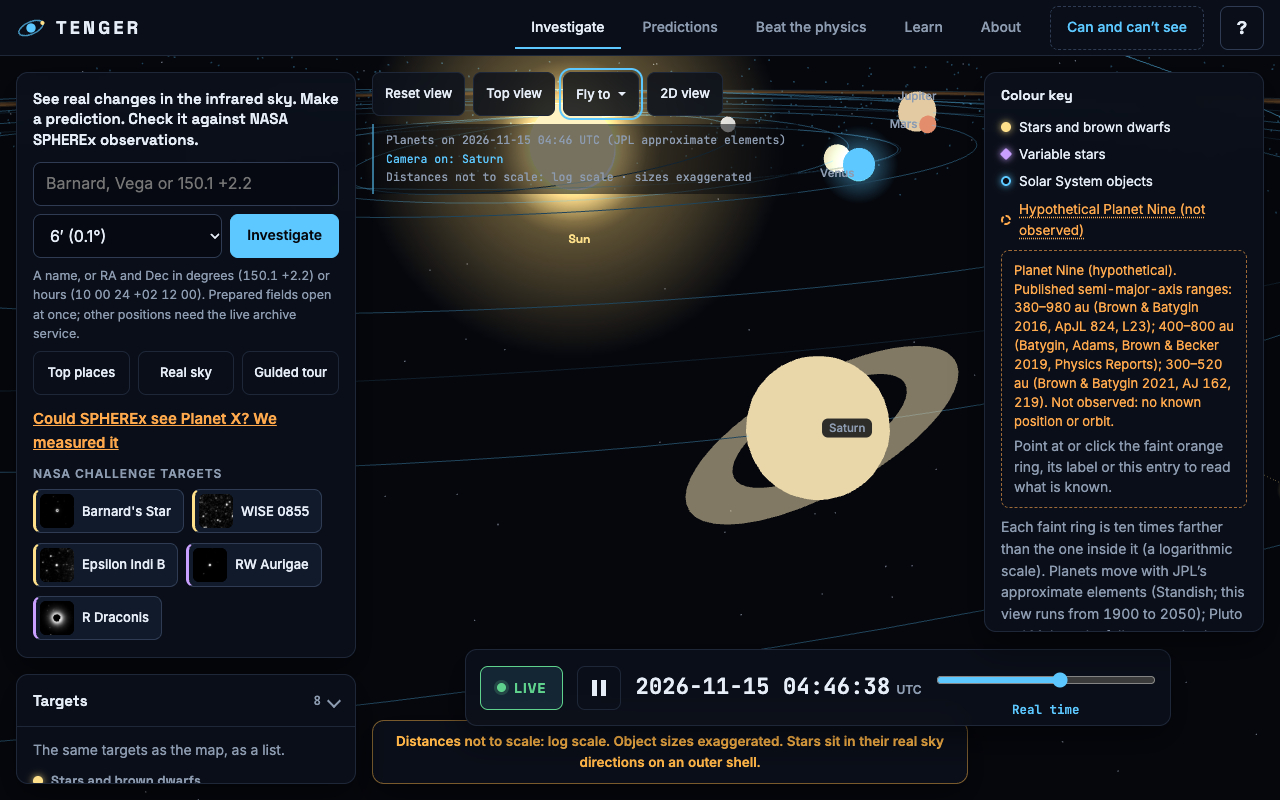 TENGER
Investigate
Predictions
Beat the physics
Learn
About
Can and can't see
?
See real changes in the infrared sky. Make
a prediction. Check it against NASA
SPHEREx observations.
Barnard, Vega or 150.1 +2.2
6′ (0.1°)
Investigate
A name, or RA and Dec in degrees (150.1 +2.2) or
hours (10 00 24 +02 12 00). Prepared fields open
at once; other positions need the live archive
service.
Top places
Real sky
Guided tour
Could SPHEREx see Planet X? We
measured it
NASA CHALLENGE TARGETS
Barnard's Star
WISE 0855
Epsilon Indi B
RW Aurigae
R Draconis
Targets
8
The same targets as the map, as a list.
Stars and brown dwarfs
Reset view
Top view
Fly to
2D view
Planets on 2026-11-15 04:46 UTC (JPL approximate elements)
Camera on: Saturn
Distances not to scale: log scale · sizes exaggerated
Jupiter
Mars
Venus
Sun
Saturn
LIVE
2026-11-15 04:46:38 UTC
Real time
Distances not to scale: log scale. Object sizes exaggerated. Stars sit in their real sky
directions on an outer shell.
Colour key
Stars and brown dwarfs
Variable stars
Solar System objects
Hypothetical Planet Nine (not
observed)
Planet Nine (hypothetical).
Published semi-major-axis ranges:
380–980 au (Brown & Batygin
2016, ApJL 824, L23); 400–800 au
(Batygin, Adams, Brown & Becker
2019, Physics Reports); 300–520
au (Brown & Batygin 2021, AJ 162,
219). Not observed: no known
position or orbit.
Point at or click the faint orange
ring, its label or this entry to read
what is known.
Each faint ring is ten times farther
than the one inside it (a logarithmic
scale). Planets move with JPL's
approximate elements (Standish; this
view runs from 1900 to 2050); Pluto